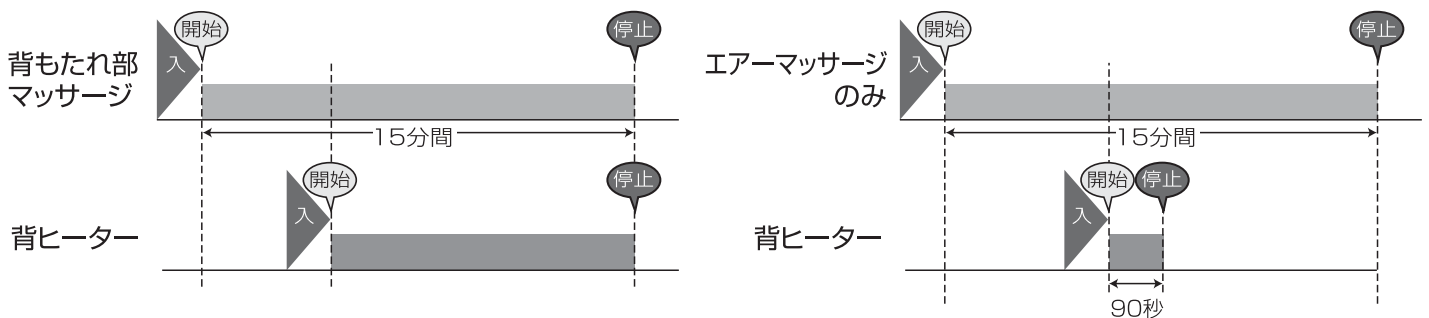 開始
停止
背もたれ部
マッサージ
入
15分間
開始
停止
入
背ヒーター
開始
停止
エアーマッサージ
のみ
入
15分間
開始
停止
入
背ヒーター
90秒